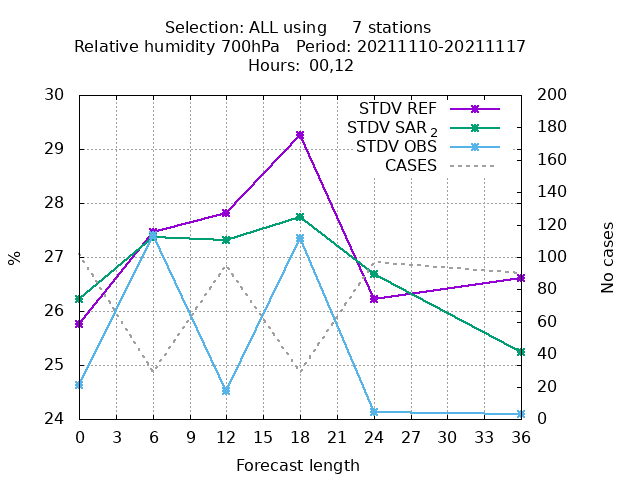 Selection: ALL using     7 stations
Relative humidity 700hPa   Period: 20211110-20211117
Hours: 00,12
STDV REF
STDV SAR 2
STDV OBS
CASES
30
29
28
27
26
25
24
%
200
180
160
140
120
100
80
60
40
20
0
No cases
0 3 6 9 12 15 18 21 24 27 30 33 36
Forecast length